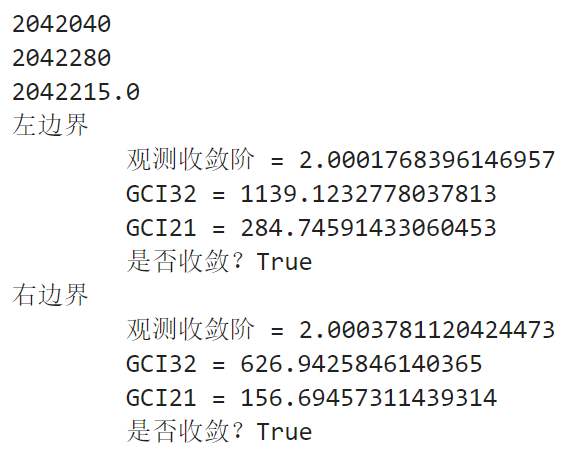 2042040
2042280
2042215.0
左边界
观测收敛阶 = 2.0001768396146957
GCI32 = 1139.1232778037813
GCI21 = 284.74591433060453
是否收敛？True
右边界
观测收敛阶 = 2.0003781120424473
GCI32 = 626.9425846140365
GCI21 = 156.69457311439314
是否收敛？True